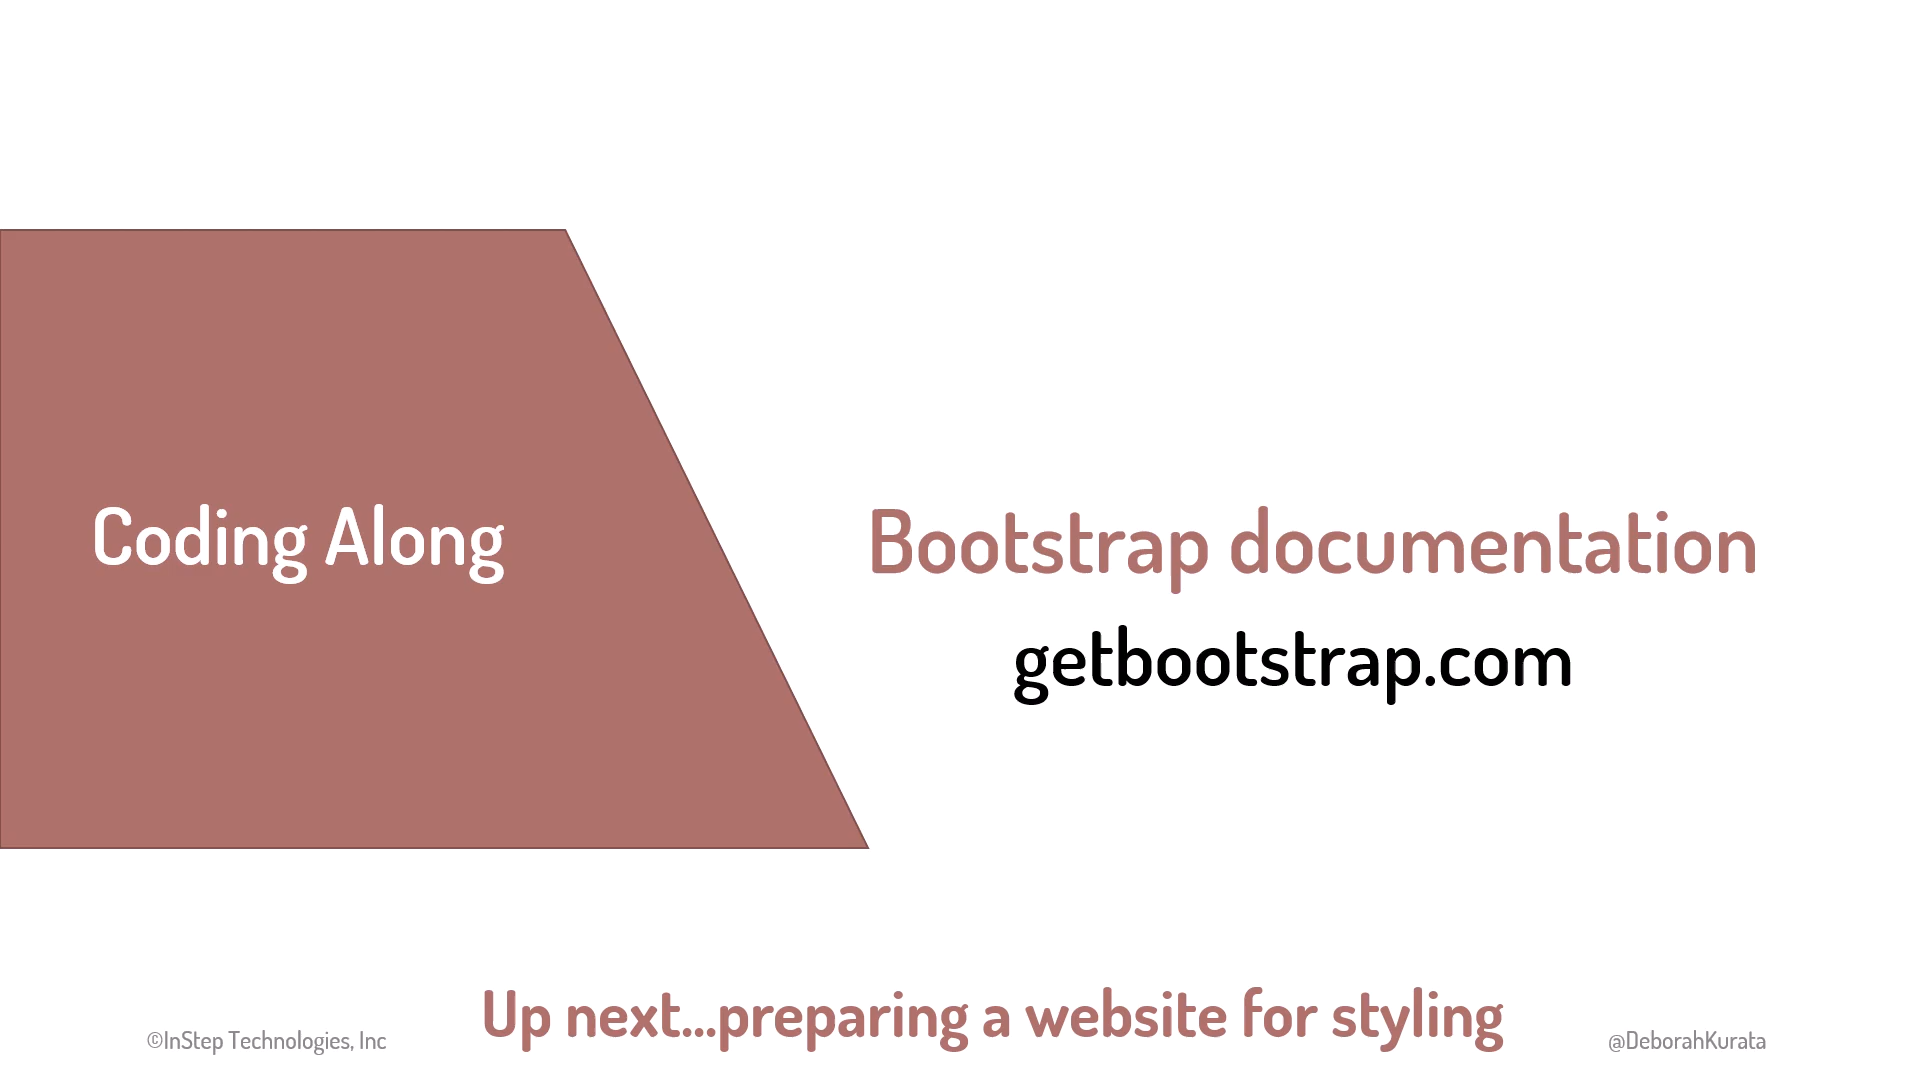 Coding Along
Bootstrap documentation
getbootstrap.com
Up next...preparing a website for styling
©InStep Technologies, Inc
@DeborahKurata